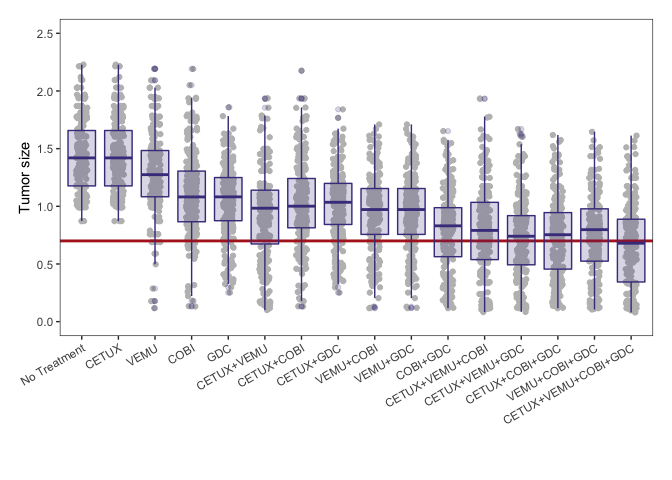 2.5
2.0
1.5
1.0
0.5
0.0
Tumor size
No Treatment
CETUX
VEMU
COBI
GDC
CETUX+VEMU
CETUX+COBI
CETUX+GDC
VEMU+COBI
VEMU+GDC
COBI+GDC
CETUX+VEMU+COBI
CETUX+VEMU+GDC
CETUX+COBI+GDC
VEMU+COBI+GDC
CETUX+VEMU+COBI+GDC